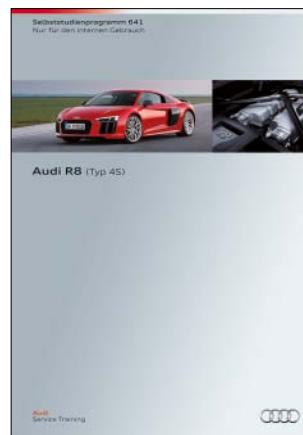 Selbststudienprogramm 641
Nur für den internen Gebrauch
Audi R8 (Typ 4S)
Audi
Service Training